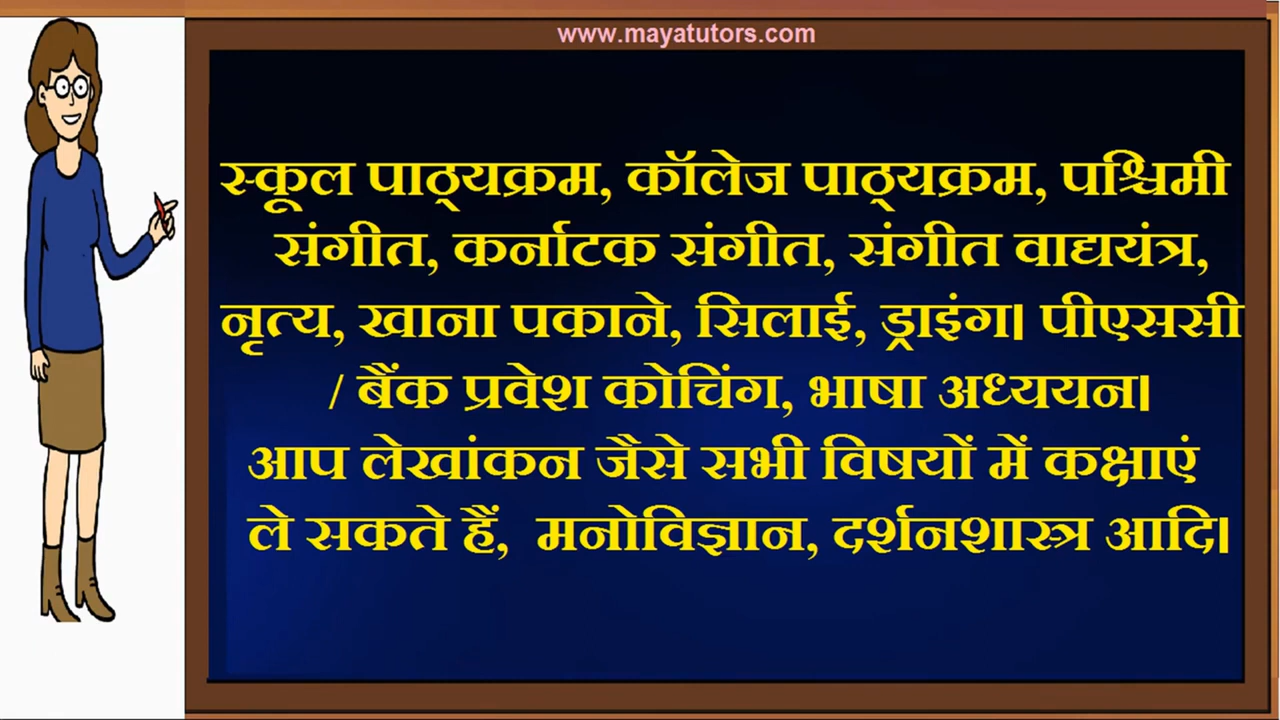 www.mayatutors.com
स्कूल पाठ्यक्रम, कॉलेज पाठ्यक्रम, पश्चिमी
संगीत, कर्नाटक संगीत, संगीत वाद्ययंत्र,
नृत्य, खाना पकाने, सिलाई, ड्राइंग। पीएससी
/ बैंक प्रवेश कोचिंग, भाषा अध्ययन।
आप लेखांकन जैसे सभी विषयों में कक्षाएं
ले सकते हैं, मनोविज्ञान, दर्शनशास्त्र आदि।